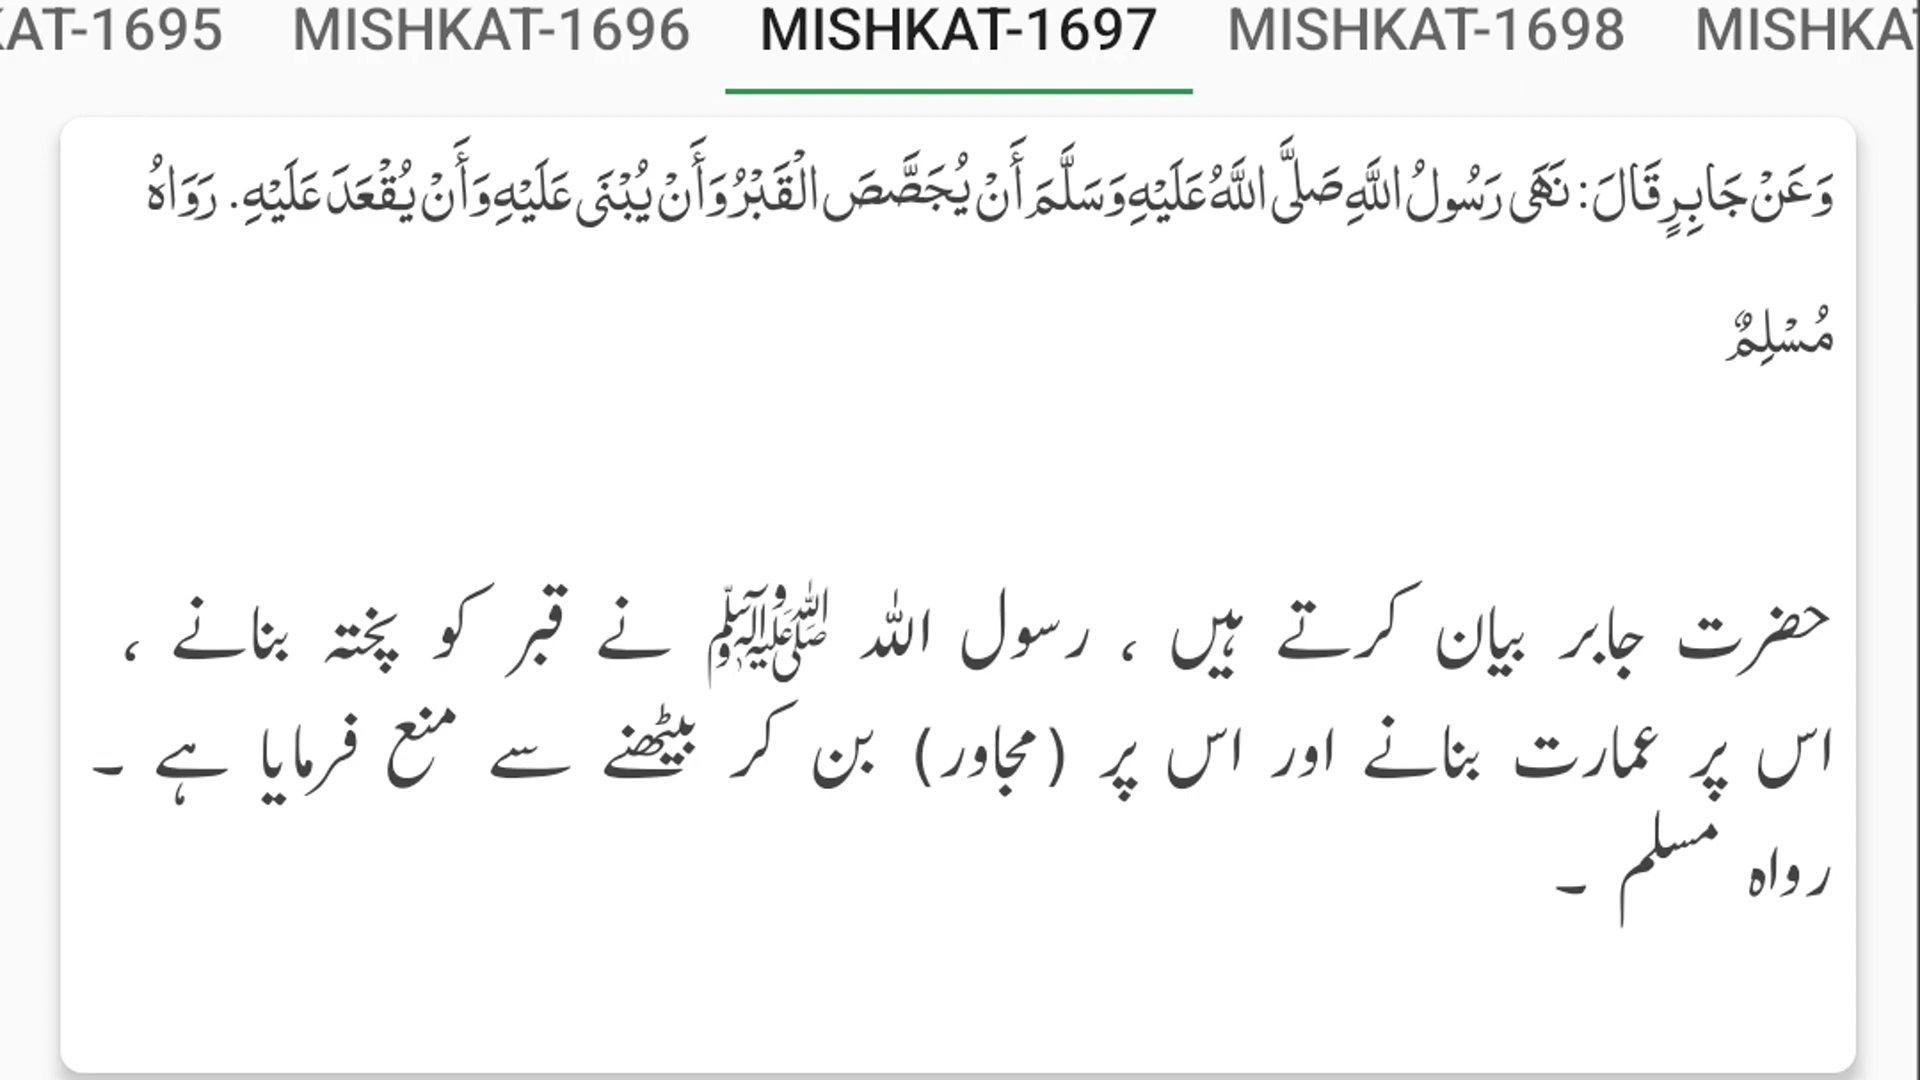 KAT-1695 MISHKAT-1696 MISHKAT-1697 MISHKAT-1698 MISHKA
وَعَنْ جَابِرٍ قَالَ: نَهَى رَسُولُ اللَّهِ صَلَّى اللَّهُ عَلَيْهِ وَسَلَّمَ أَنْ يُجَصَّصَ الْقَبْرُ وَأَنْ يُبْنَى عَلَيْهِ وَأَنْ يُقْعَدَ عَلَيْهِ. رَوَاهُ
مُسْلِمٌ
حضرت جابر بیان کرتے ہیں ، رسول اللہ ﷺ نے قبر کو پختہ بنانے ،
اس پر عمارت بنانے اور اس پر (مجاور) بن کر بیٹھنے سے منع فرمایا ہے ۔
رواہ مسلم ۔